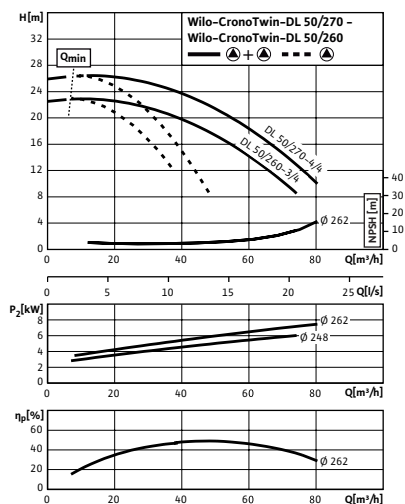 H[m]
Wilo-CronoTwin-DL 50/270 –
Wilo-CronoTwin-DL 50/260
+
32
28
24
20
16
12
8
4
0
Qmin
DL 50/270-4/4
DL 50/260-3/4
Ø 262
40
30
20
10
0
NPSH [m]
0 20 40 60 80 Q[m³/h]
0 5 10 15 20 25 Q[l/s]
P₂[kW]
8
6
4
2
0
Ø 262
Ø 248
0 20 40 60 80 Q[m³/h]
ηp[%]
60
40
20
0
Ø 262
0 20 40 60 80 Q[m³/h]